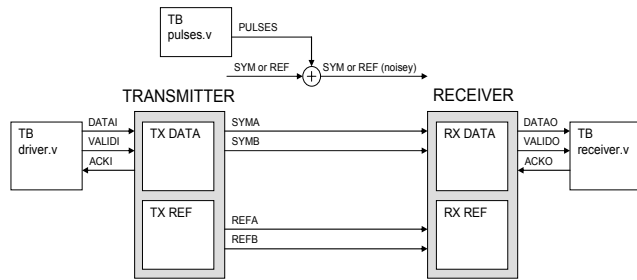 TB
pulses.v
PULSES
SYM or REF
SYM or REF (noisey)
TRANSMITTER
RECEIVER
TB
driver.v
DATAI
VALIDI
ACKI
TX DATA
SYMA
SYMB
RX DATA
DATAO
VALIDO
ACKO
TB
receiver.v
TX REF
REFA
REFB
RX REF